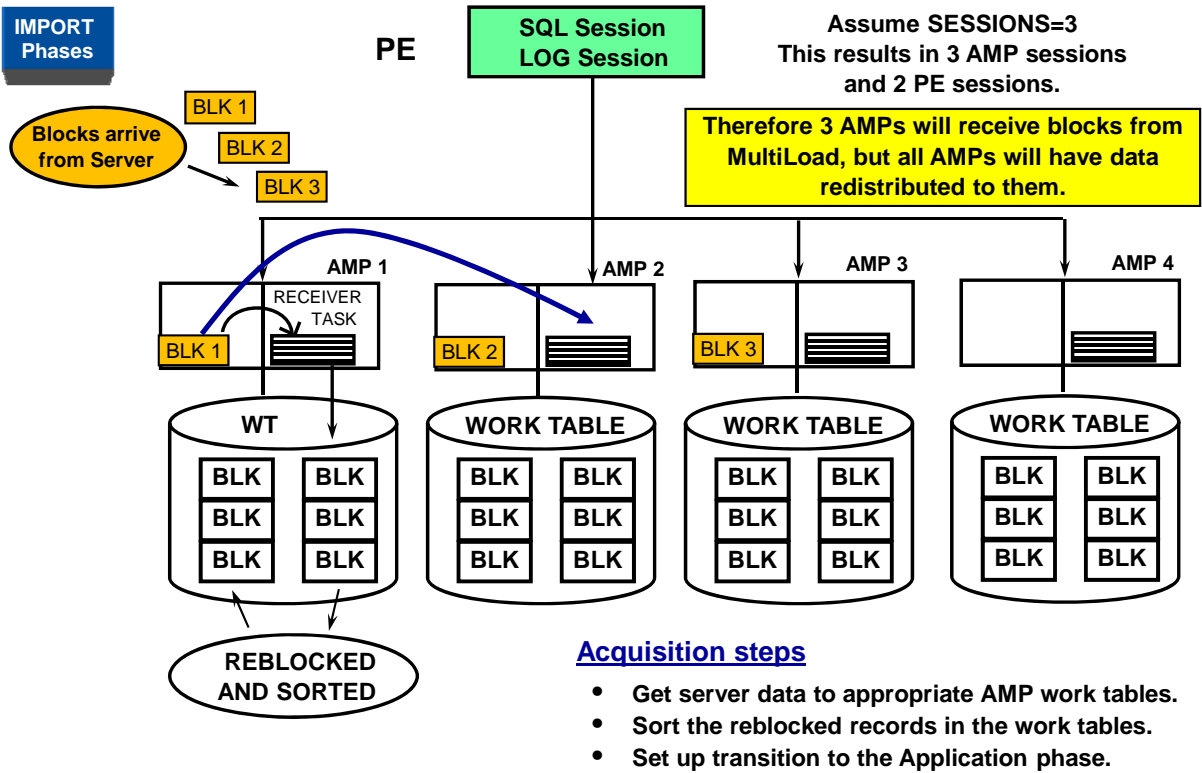 IMPORT
Phases
PE
SQL Session
LOG Session
Assume SESSIONS=3
This results in 3 AMP sessions
and 2 PE sessions.
Blocks arrive
from Server
BLK 1
BLK 2
BLK 3
Therefore 3 AMPs will receive blocks from
MultiLoad, but all AMPs will have data
redistributed to them.
AMP 1
AMP 2
AMP 3
AMP 4
RECEIVER
TASK
BLK 1
BLK 2
BLK 3
WT
WORK TABLE
WORK TABLE
WORK TABLE
BLK BLK BLK BLK BLK BLK BLK BLK
BLK BLK BLK BLK BLK BLK BLK BLK
BLK BLK BLK BLK BLK BLK BLK BLK
REBLOCKED
AND SORTED
Acquisition steps
• Get server data to appropriate AMP work tables.
• Sort the reblocked records in the work tables.
• Set up transition to the Application phase.